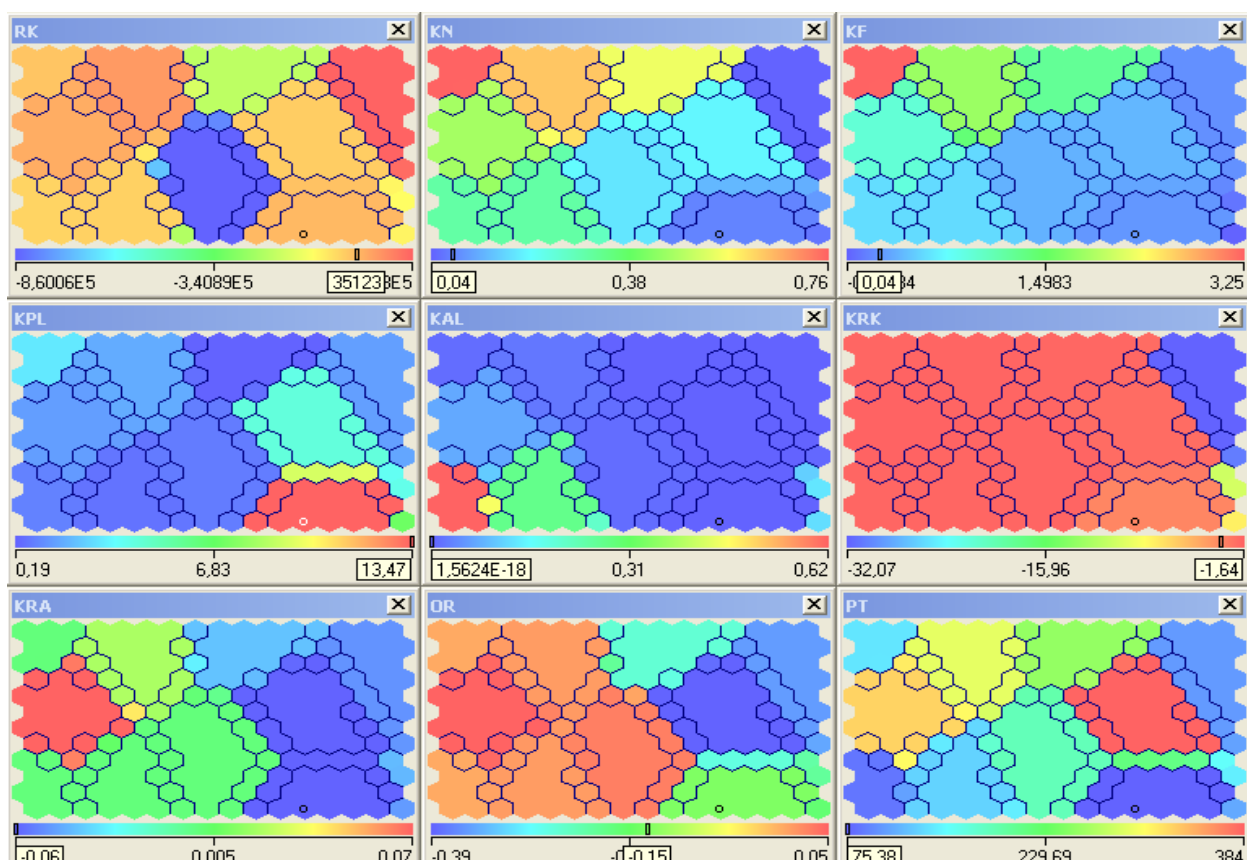 RK
KN
KF
-8,6006E5 -3,4089E5 35123 3E5
0,04 0,38 0,76
0,04 34 1,4983 3,25
KPL
KAL
KRK
0,19 6,83 13,47
1,5624E-18 0,31 0,62
-32,07 -15,96 -1,64
KRA
OR
PT
-0,06 0,005 0,07
-0,39 -0,15 0,05
75,38 229,69 384